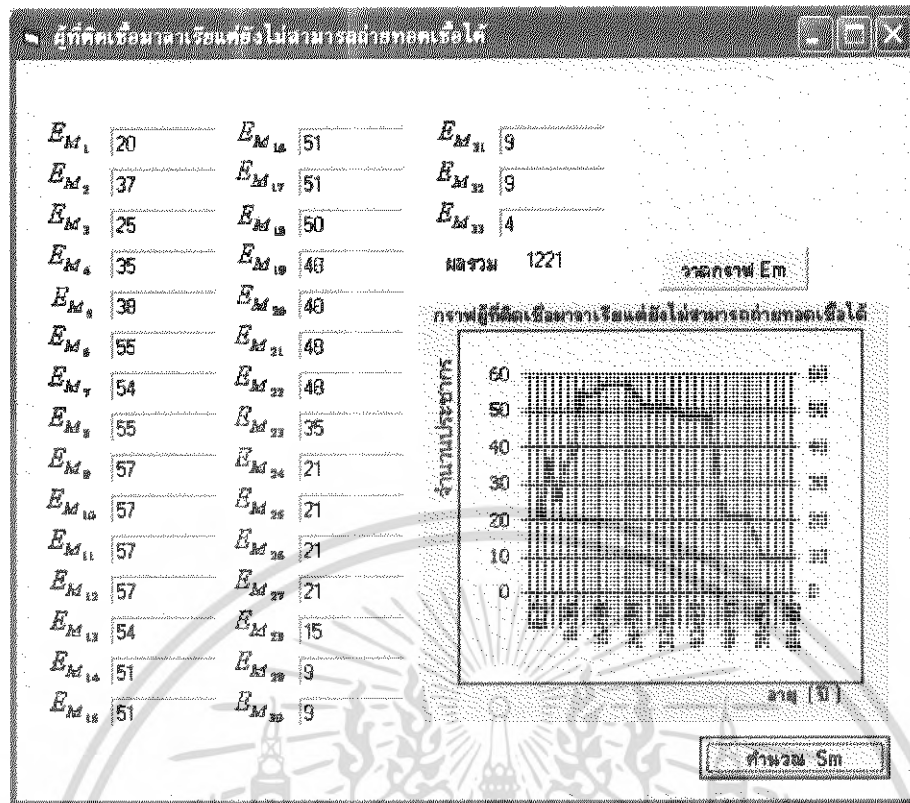 ผู้ที่ติดเชื้อมาลาเรียแต่ยังไม่สามารถถ่ายทอดเชื้อได้
E_M₁ 20 E_M₁₆ 51 E_M₃₁ 9
E_M₂ 37 E_M₁₇ 51 E_M₃₂ 9
E_M₃ 25 E_M₁₈ 50 E_M₃₃ 4
E_M₄ 35 E_M₁₉ 48 ผลรวม 1221
วาดกราฟ Em
E_M₅ 38 E_M₂₀ 48
E_M₆ 55 E_M₂₁ 48
E_M₇ 54 E_M₂₂ 48
E_M₈ 55 E_M₂₃ 35
E_M₉ 57 E_M₂₄ 21
E_M₁₀ 57 E_M₂₅ 21
E_M₁₁ 57 E_M₂₆ 21
E_M₁₂ 57 E_M₂₇ 21
E_M₁₃ 54 E_M₂₈ 15
E_M₁₄ 51 E_M₂₉ 9
E_M₁₅ 51 E_M₃₀ 9
กราฟผู้ที่ติดเชื้อมาลาเรียแต่ยังไม่สามารถถ่ายทอดเชื้อได้
จำนวนประชากร
60
50
40
30
20
10
0
อายุ (ปี)
คำนวณ Sm